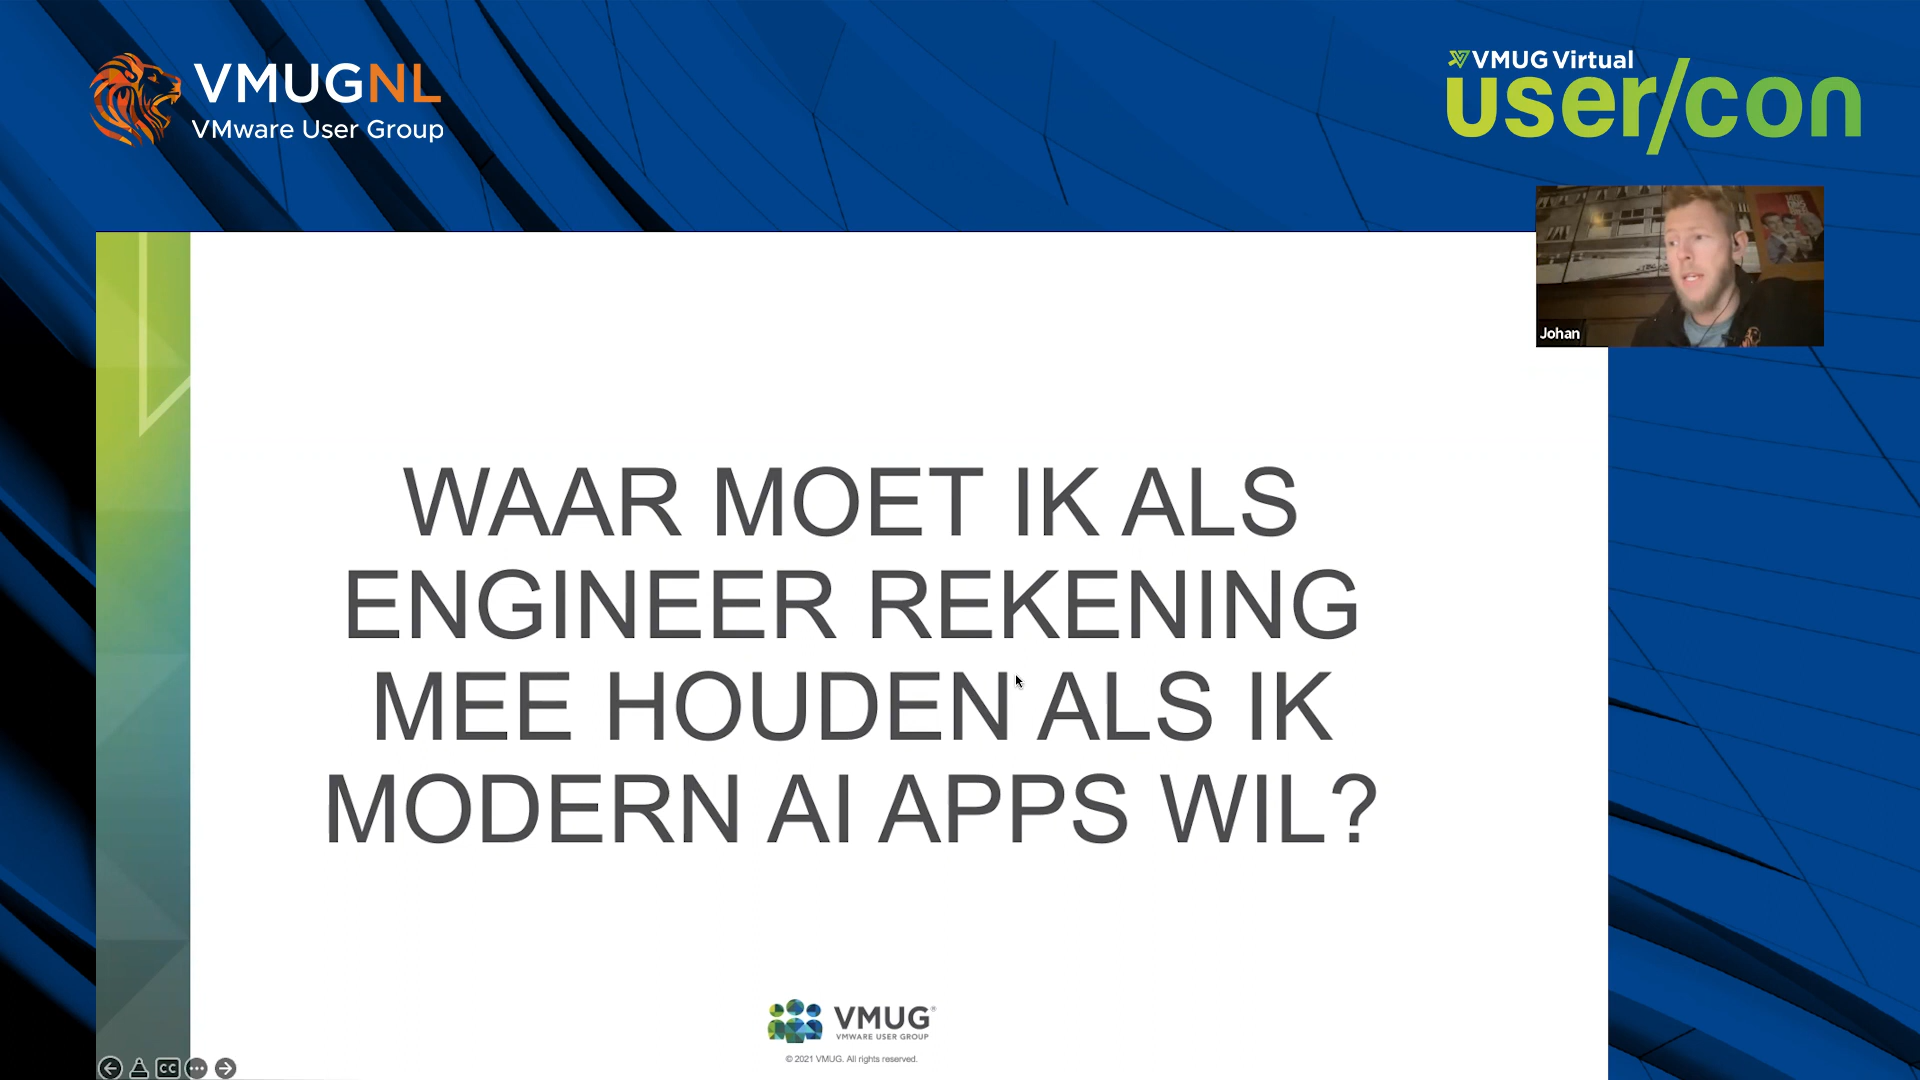 VMUGNL
VMware User Group
VMUG Virtual
user/con
Johan
WAAR MOET IK ALS
ENGINEER REKENING
MEE HOUDEN ALS IK
MODERN AI APPS WIL?
VMUG®
VMWARE USER GROUP
© 2021 VMUG. All rights reserved.
CC